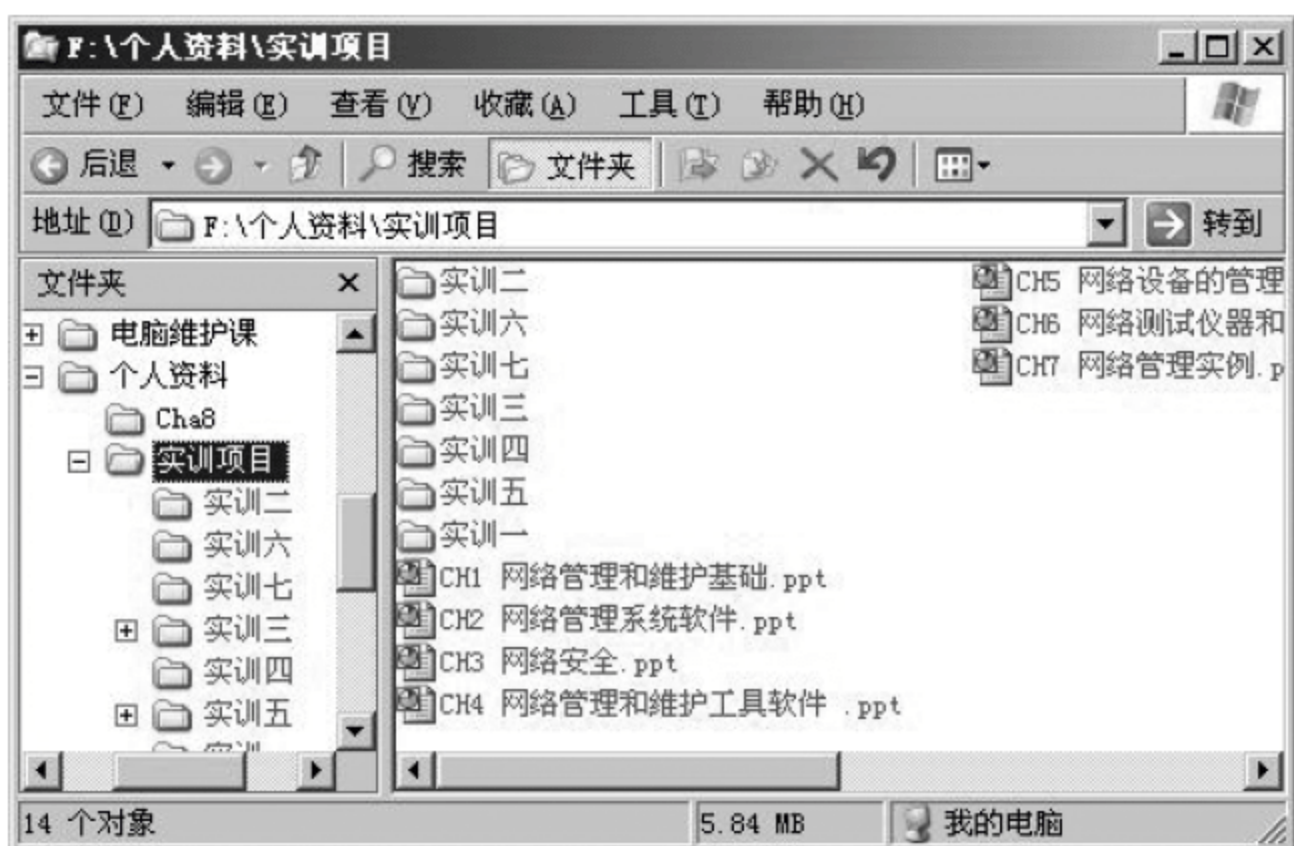 F:\个人资料\实训项目
文件(F) 编辑(E) 查看(V) 收藏(A) 工具(T) 帮助(H)
后退 搜索 文件夹
地址(D) F:\个人资料\实训项目 转到
文件夹
电脑维护课
个人资料
Cha8
实训项目
实训二
实训六
实训七
实训三
实训四
实训五
实训二
实训六
实训七
实训三
实训四
实训五
实训一
CH1 网络管理和维护基础.ppt
CH2 网络管理系统软件.ppt
CH3 网络安全.ppt
CH4 网络管理和维护工具软件 .ppt
CH5 网络设备的管理
CH6 网络测试仪器和
CH7 网络管理实例.p
14 个对象 5.84 MB 我的电脑